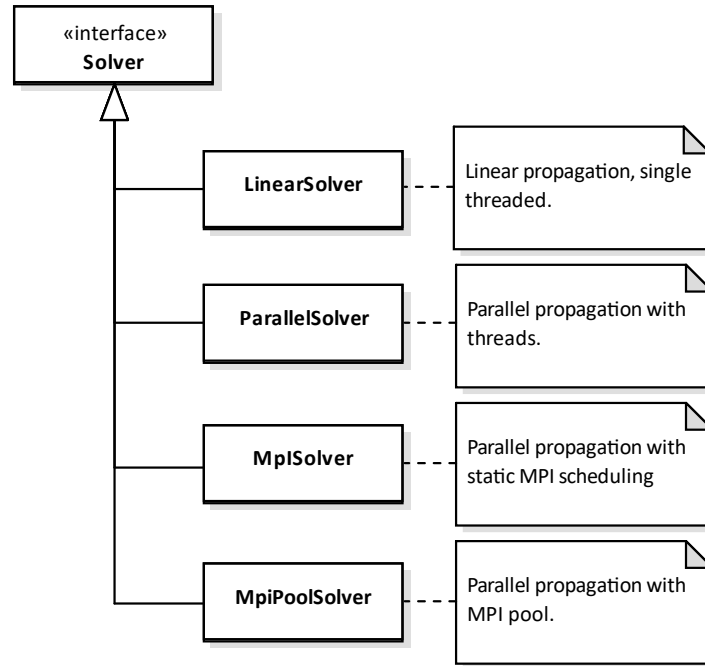 «interface»
Solver
LinearSolver
Linear propagation, single
threaded.
ParallelSolver
Parallel propagation with
threads.
MpISolver
Parallel propagation with
static MPI scheduling
MpiPoolSolver
Parallel propagation with
MPI pool.